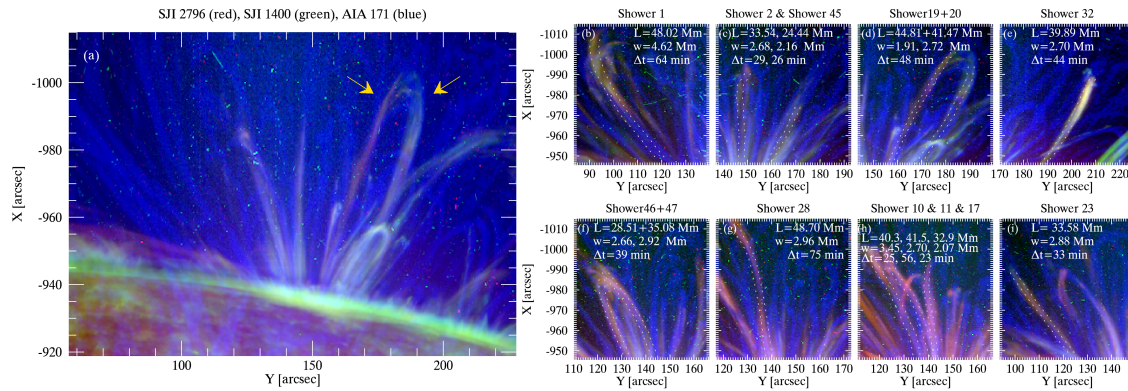 SJI 2796 (red), SJI 1400 (green), AIA 171 (blue)
(a)
-1000
-980
-960
-940
-920
X [arcsec]
100
150
200
Y [arcsec]
Shower 1
(b)
L=48.02 Mm
w=4.62 Mm
Δt=64 min
-1010
-1000
-990
-980
-970
-960
-950
X [arcsec]
90 100 110 120 130
Y [arcsec]
Shower 2 & Shower 45
(c)
L=33.54, 24.44 Mm
w=2.68, 2.16 Mm
Δt=29, 26 min
140 150 160 170 180 190
Y [arcsec]
Shower19+20
(d)
L=44.81+41.47 Mm
w=1.91, 2.72 Mm
Δt=48 min
150 160 170 180 190
Y [arcsec]
Shower 32
(e)
L=39.89 Mm
w=2.70 Mm
Δt=44 min
170 180 190 200 210 220
Y [arcsec]
Shower46+47
(f)
L=28.51+35.08 Mm
w=2.66, 2.92 Mm
Δt=39 min
-1010
-1000
-990
-980
-970
-960
-950
X [arcsec]
110 120 130 140 150 160
Y [arcsec]
Shower 28
(g)
L=48.70 Mm
w=2.96 Mm
Δt=75 min
120 130 140 150 160
Y [arcsec]
Shower 10 & 11 & 17
(h)
L=40.3, 41.5, 32.9 Mm
w=3.45, 2.70, 2.07 Mm
Δt=25, 56, 23 min
120 130 140 150 160
Y [arcsec]
Shower 23
(i)
L=33.58 Mm
w=2.88 Mm
Δt=33 min
100 110 120 130 140
Y [arcsec]